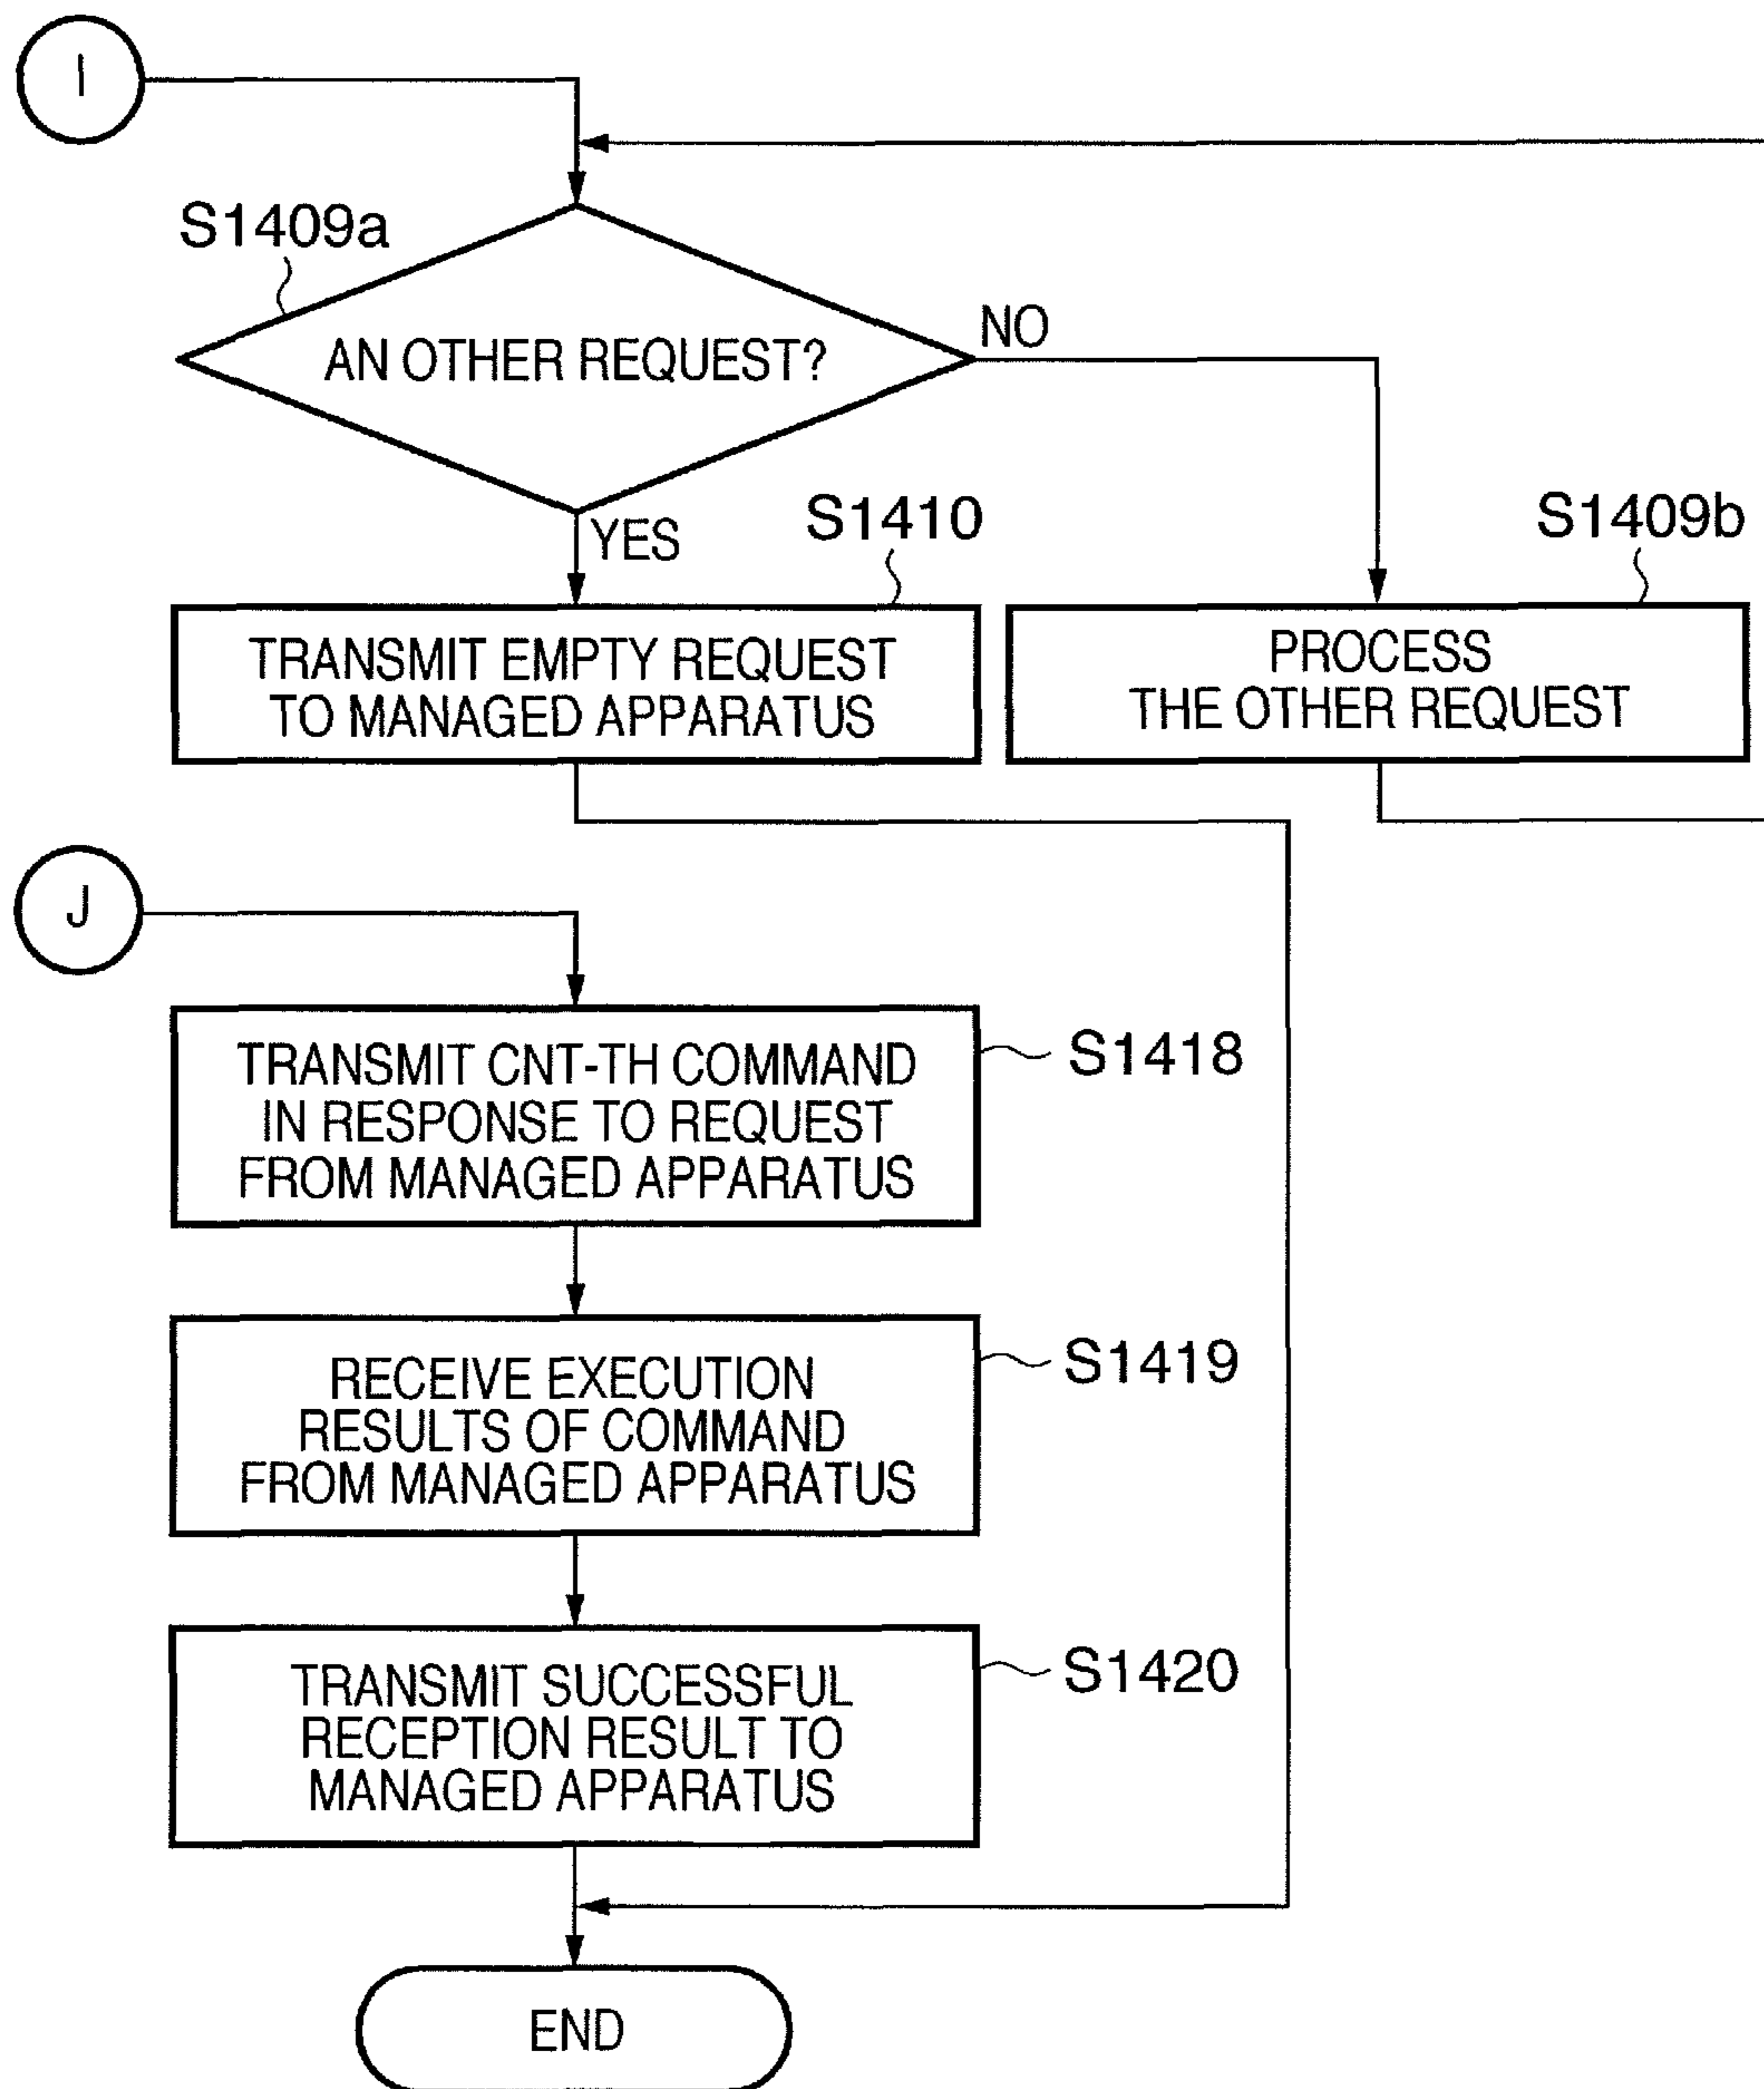 I
S1409a
AN OTHER REQUEST?
NO
YES
S1410
S1409b
TRANSMIT EMPTY REQUEST
TO MANAGED APPARATUS
PROCESS
THE OTHER REQUEST
J
TRANSMIT CNT-TH COMMAND
IN RESPONSE TO REQUEST
FROM MANAGED APPARATUS
S1418
RECEIVE EXECUTION
RESULTS OF COMMAND
FROM MANAGED APPARATUS
S1419
TRANSMIT SUCCESSFUL
RECEPTION RESULT TO
MANAGED APPARATUS
S1420
END